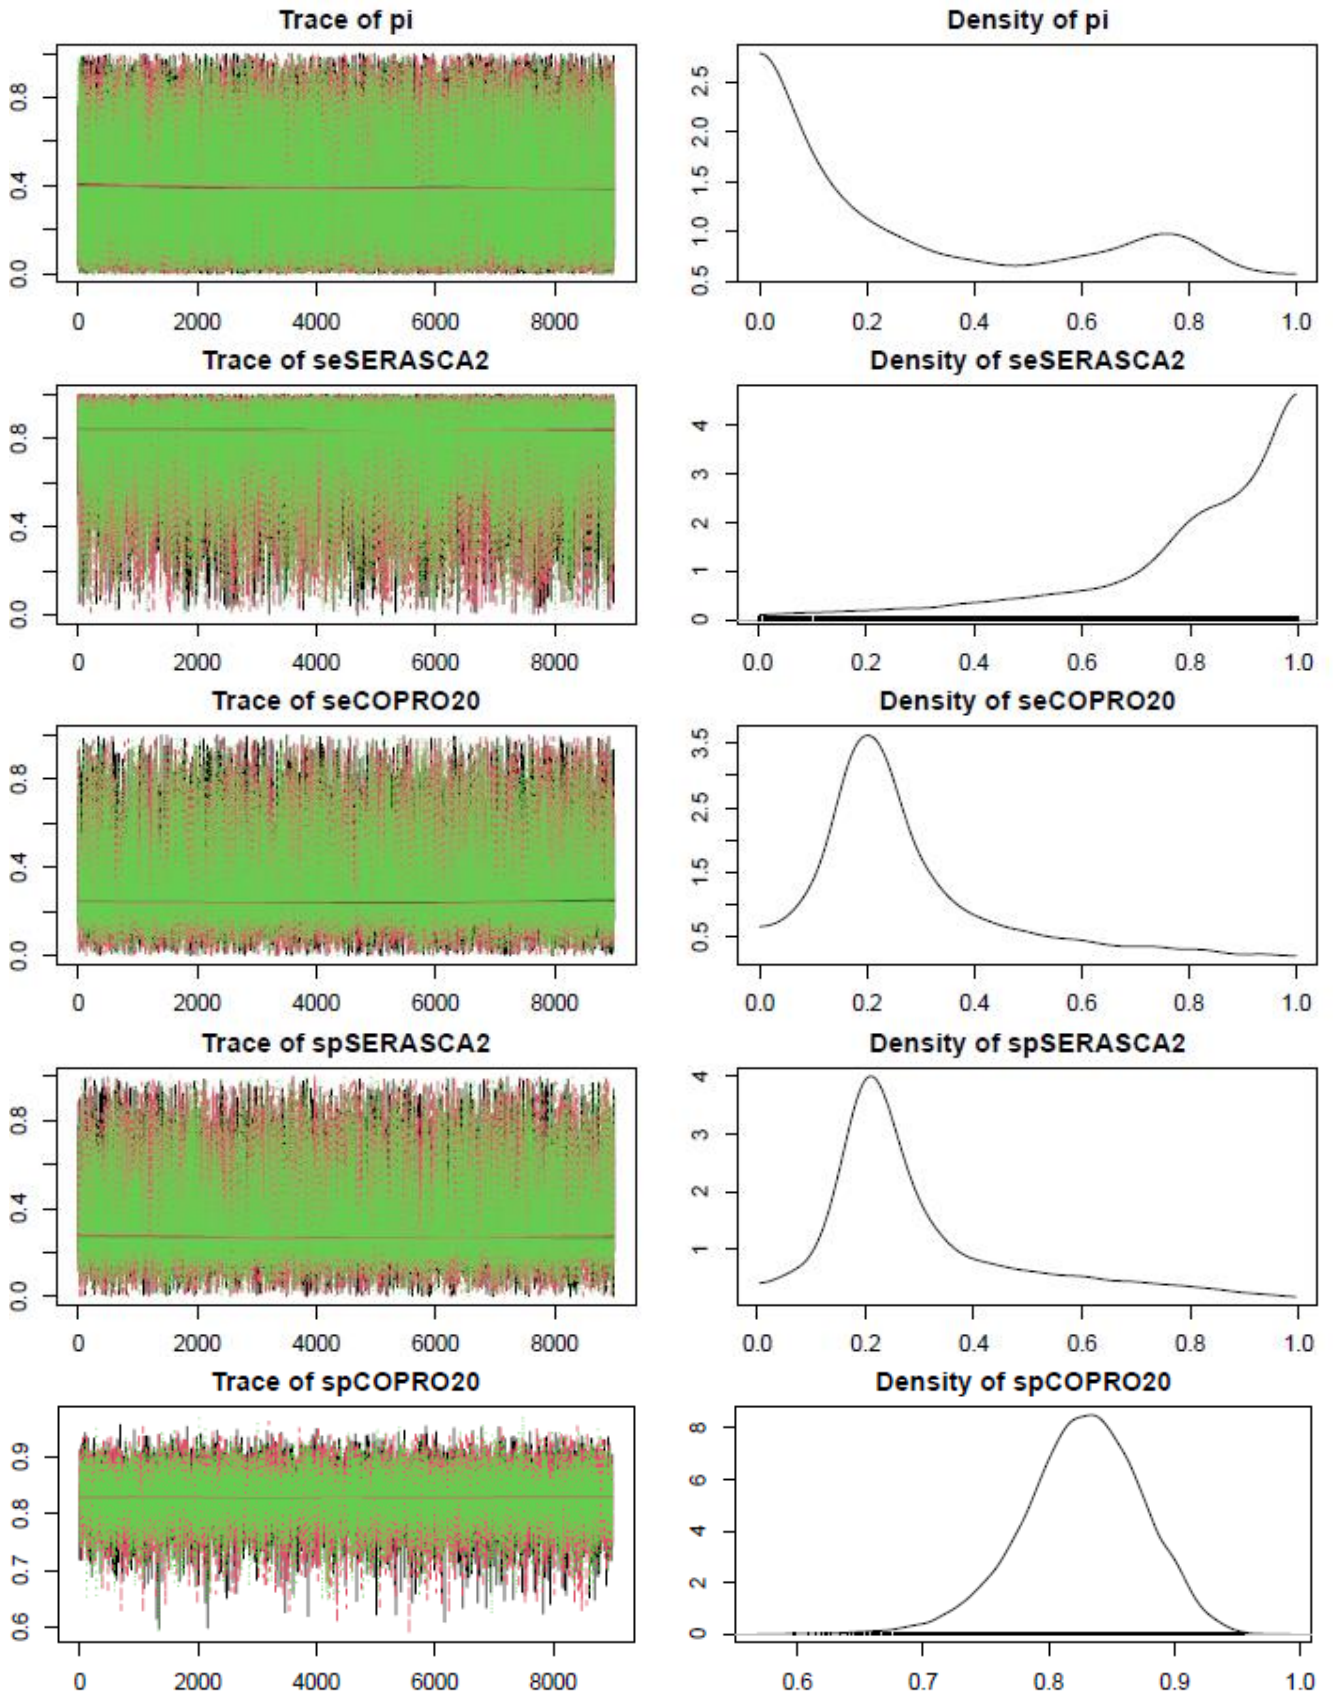 Trace of pi
Density of pi
0.0 0.4 0.8
0.5 1.0 1.5 2.0 2.5
0 2000 4000 6000 8000
0.0 0.2 0.4 0.6 0.8 1.0
Trace of seSERASCA2
Density of seSERASCA2
0.0 0.4 0.8
0 1 2 3 4
0 2000 4000 6000 8000
0.0 0.2 0.4 0.6 0.8 1.0
Trace of seCOPRO20
Density of seCOPRO20
0.0 0.4 0.8
0.5 1.5 2.5 3.5
0 2000 4000 6000 8000
0.0 0.2 0.4 0.6 0.8 1.0
Trace of spSERASCA2
Density of spSERASCA2
0.0 0.4 0.8
1 2 3 4
0 2000 4000 6000 8000
0.0 0.2 0.4 0.6 0.8 1.0
Trace of spCOPRO20
Density of spCOPRO20
0.6 0.7 0.8 0.9
0 2 4 6 8
0 2000 4000 6000 8000
0.6 0.7 0.8 0.9 1.0